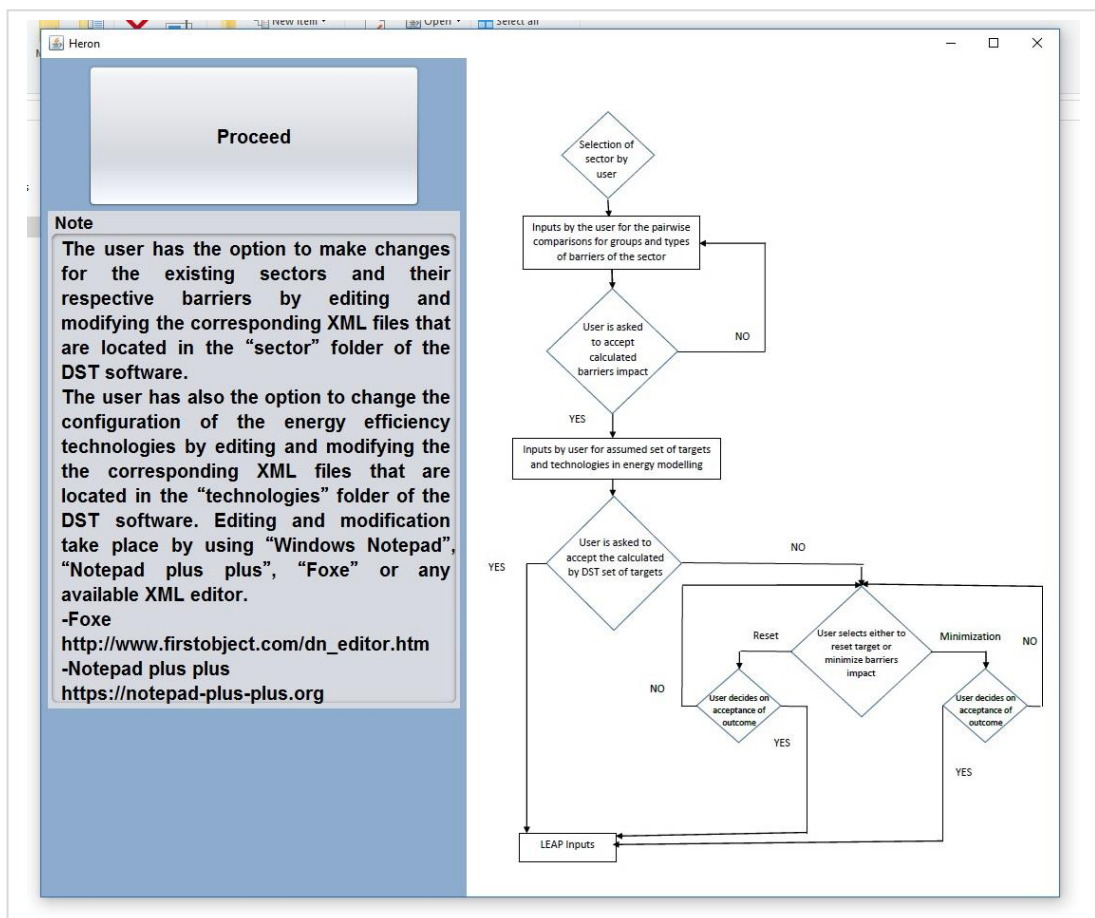 New item
Open
Select all
Heron
Proceed
Note
The user has the option to make changes
for the existing sectors and their
respective barriers by editing and
modifying the corresponding XML files that
are located in the “sector” folder of the
DST software.
The user has also the option to change the
configuration of the energy efficiency
technologies by editing and modifying the
the corresponding XML files that are
located in the “technologies” folder of the
DST software. Editing and modification
take place by using “Windows Notepad”,
“Notepad plus plus”, “Foxe” or any
available XML editor.
-Foxe
http://www.firstobject.com/dn_editor.htm
-Notepad plus plus
https://notepad-plus-plus.org
Selection of
sector by
user
Inputs by the user for the pairwise
comparisons for groups and types
of barriers of the sector
User is asked
to accept
calculated
barriers impact
NO
YES
Inputs by user for assumed set of targets
and technologies in energy modelling
User is asked to
accept the calculated
by DST set of targets
YES
NO
User selects either to
reset target or
minimize barriers
impact
Reset
Minimization
NO
NO
User decides on
acceptance of
outcome
User decides on
acceptance of
outcome
YES
YES
LEAP Inputs